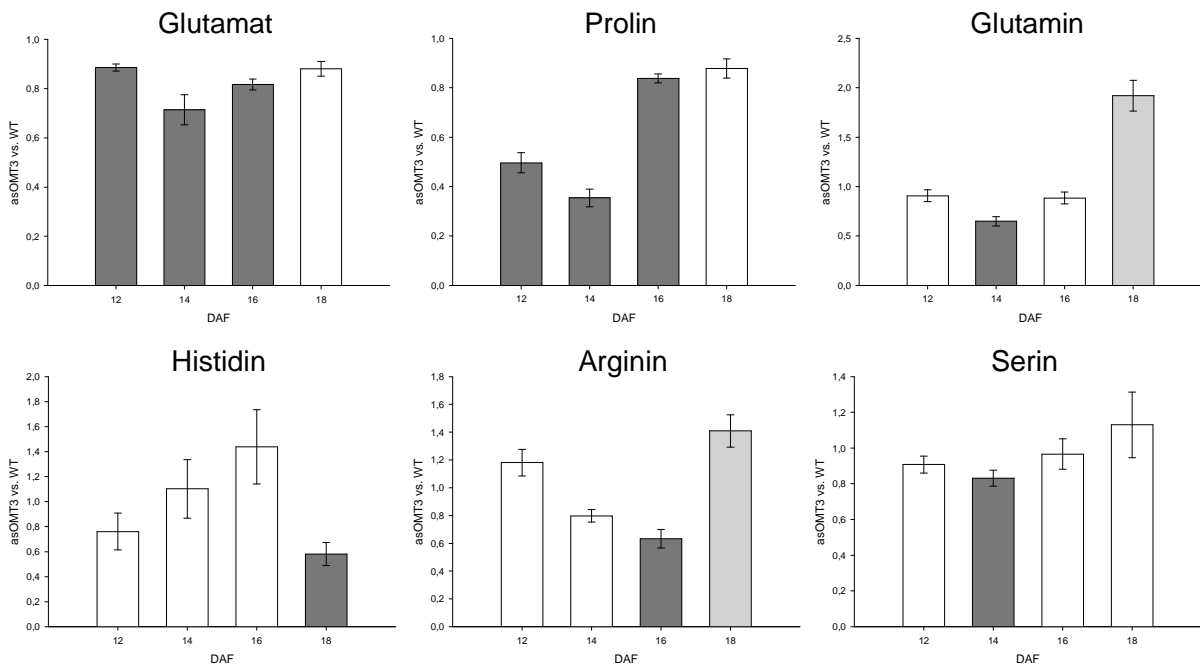 Glutamat
1,0
0,8
0,6
0,4
0,2
0,0
asOMT3 vs. WT
12 14 16 18
DAF
Prolin
1,0
0,8
0,6
0,4
0,2
0,0
asOMT3 vs. WT
12 14 16 18
DAF
Glutamin
2,5
2,0
1,5
1,0
0,5
0,0
asOMT3 vs. WT
12 14 16 18
DAF
Histidin
2,0
1,8
1,6
1,4
1,2
1,0
0,8
0,6
0,4
0,2
0,0
asOMT3 vs. WT
12 14 16 18
DAF
Arginin
1,8
1,6
1,4
1,2
1,0
0,8
0,6
0,4
0,2
0,0
asOMT3 vs. WT
12 14 16 18
DAF
Serin
1,4
1,2
1,0
0,8
0,6
0,4
0,2
0,0
asOMT3 vs. WT
12 14 16 18
DAF